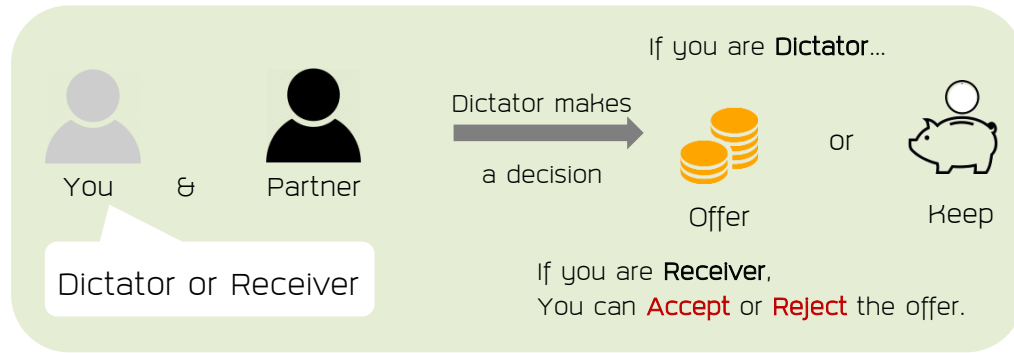 If you are Dictator...
Dictator makes
a decision
or
You & Partner
Offer
Keep
Dictator or Receiver
If you are Receiver,
You can Accept or Reject the offer.